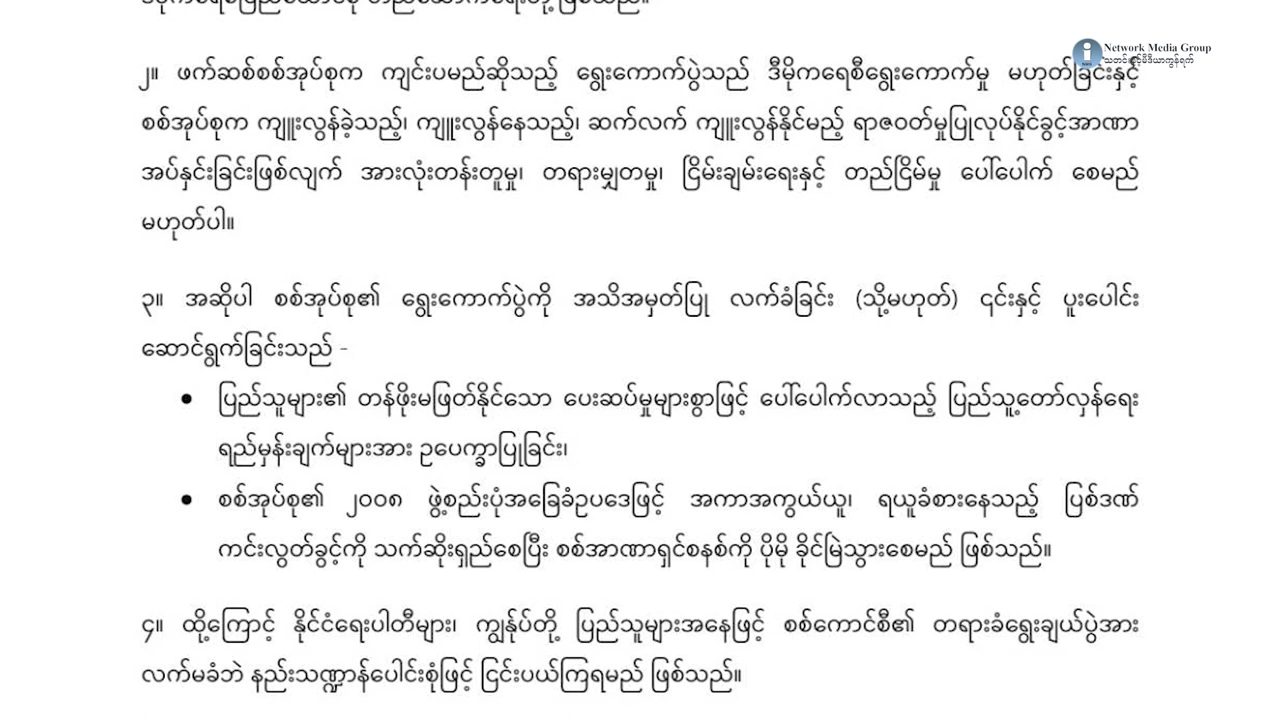 Network Media Group
သတင်းနှင့်မီဒီယာကွန်ရက်
၂။ ဖက်ဆစ်စစ်အုပ်စုက ကျင်းပမည်ဆိုသည့် ရွေးကောက်ပွဲသည် ဒီမိုကရေစီရွေးကောက်မှု မဟုတ်ခြင်းနှင့်
စစ်အုပ်စုက ကျူးလွန်ခဲ့သည့်၊ ကျူးလွန်နေသည့်၊ ဆက်လက် ကျူးလွန်နိုင်မည့် ရာဇဝတ်မှုပြုလုပ်နိုင်ခွင့်အာဏာ
အပ်နှင်းခြင်းဖြစ်လျက် အားလုံးတန်းတူမှု၊ တရားမျှတမှု၊ ငြိမ်းချမ်းရေးနှင့် တည်ငြိမ်မှု ပေါ်ပေါက် စေမည်
မဟုတ်ပါ။
၃။ အဆိုပါ စစ်အုပ်စု၏ ရွေးကောက်ပွဲကို အသိအမှတ်ပြု လက်ခံခြင်း (သို့မဟုတ်) ၎င်းနှင့် ပူးပေါင်း
ဆောင်ရွက်ခြင်းသည် -
● ပြည်သူများ၏ တန်ဖိုးမဖြတ်နိုင်သော ပေးဆပ်မှုများစွာဖြင့် ပေါ်ပေါက်လာသည့် ပြည်သူ့တော်လှန်ရေး
ရည်မှန်းချက်များအား ဥပေက္ခာပြုခြင်း၊
● စစ်အုပ်စု၏ ၂၀၀၈ ဖွဲ့စည်းပုံအခြေခံဥပဒေဖြင့် အကာအကွယ်ယူ၊ ရယူခံစားနေသည့် ပြစ်ဒဏ်
ကင်းလွတ်ခွင့်ကို သက်ဆိုးရှည်စေပြီး စစ်အာဏာရှင်စနစ်ကို ပိုမို ခိုင်မြဲသွားစေမည် ဖြစ်သည်။
၄။ ထို့ကြောင့် နိုင်ငံရေးပါတီများ၊ ကျွန်ုပ်တို့ ပြည်သူများအနေဖြင့် စစ်ကောင်စီ၏ တရားခံရွေးချယ်ပွဲအား
လက်မခံဘဲ နည်းသဏ္ဍာန်ပေါင်းစုံဖြင့် ငြင်းပယ်ကြရမည် ဖြစ်သည်။